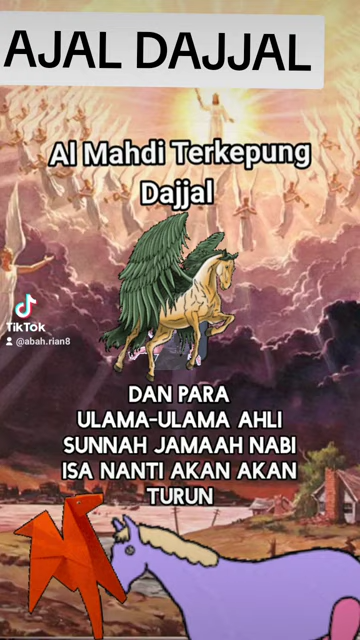 AJAL DAJJAL
Al Mahdi Terkepung
Dajjal
TikTok
@abah.rian8
DAN PARA
ULAMA-ULAMA AHLI
SUNNAH JAMAAH NABI
ISA NANTI AKAN AKAN
TURUN